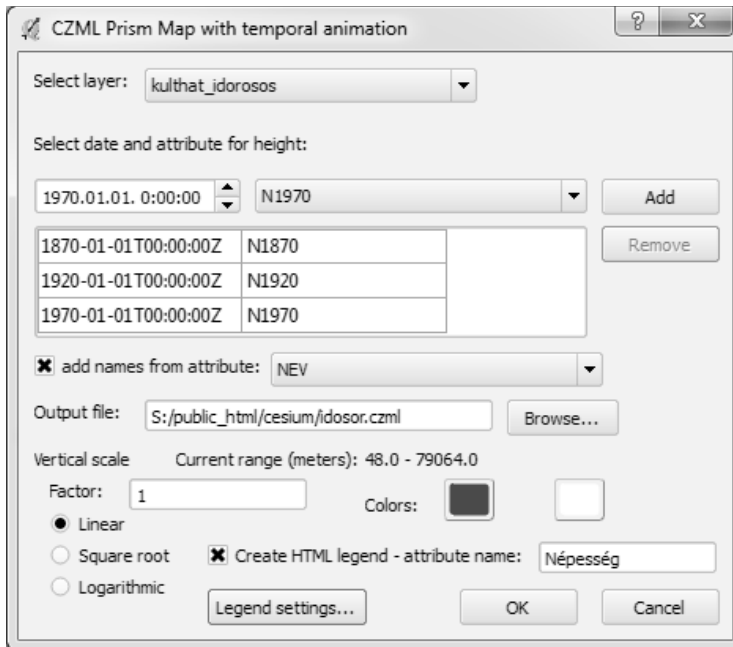 CZML Prism Map with temporal animation
?
Select layer: kulthat_idorosos
Select date and attribute for height:
1970.01.01. 0:00:00 N1970 Add
1870-01-01T00:00:00Z N1870 Remove
1920-01-01T00:00:00Z N1920
1970-01-01T00:00:00Z N1970
add names from attribute: NEV
Output file: S:/public_html/cesium/idosor.czml Browse...
Vertical scale Current range (meters): 48.0 - 79064.0
Factor: 1 Colors:
Linear
Square root Create HTML legend - attribute name: Népesség
Logarithmic
Legend settings... OK Cancel